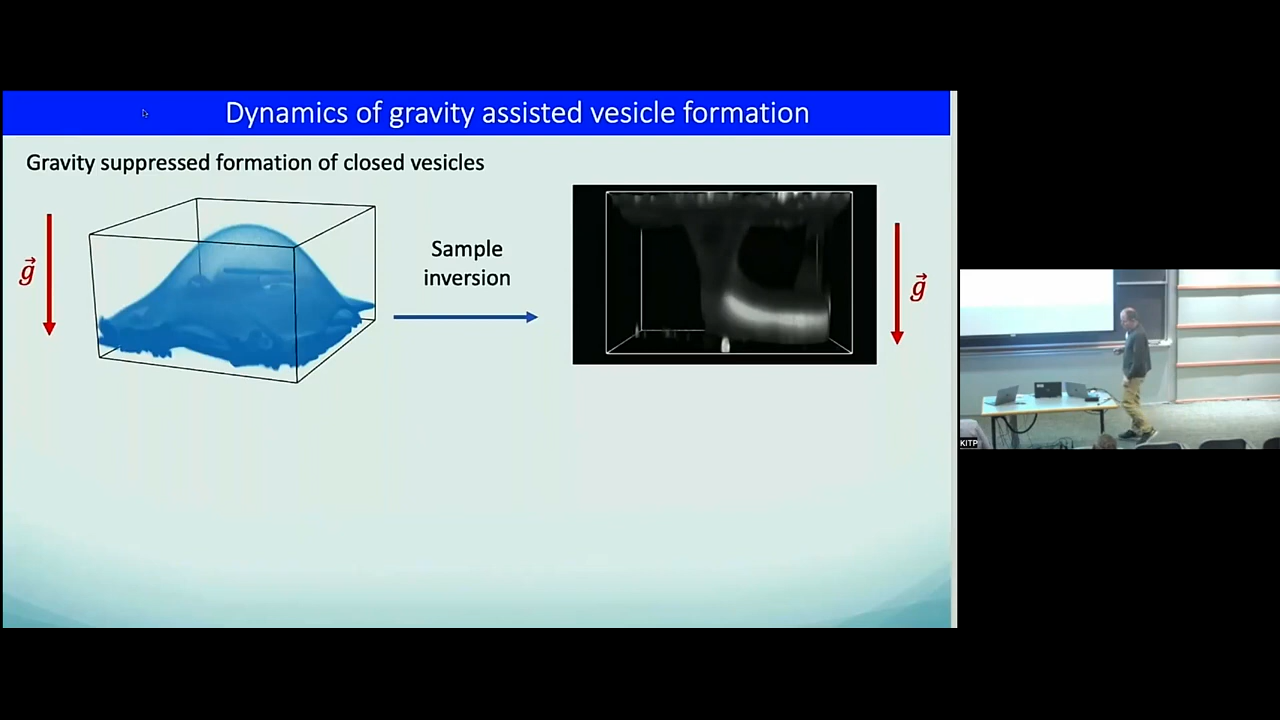 Dynamics of gravity assisted vesicle formation
Gravity suppressed formation of closed vesicles
g⃗
Sample
inversion
g⃗
KITP